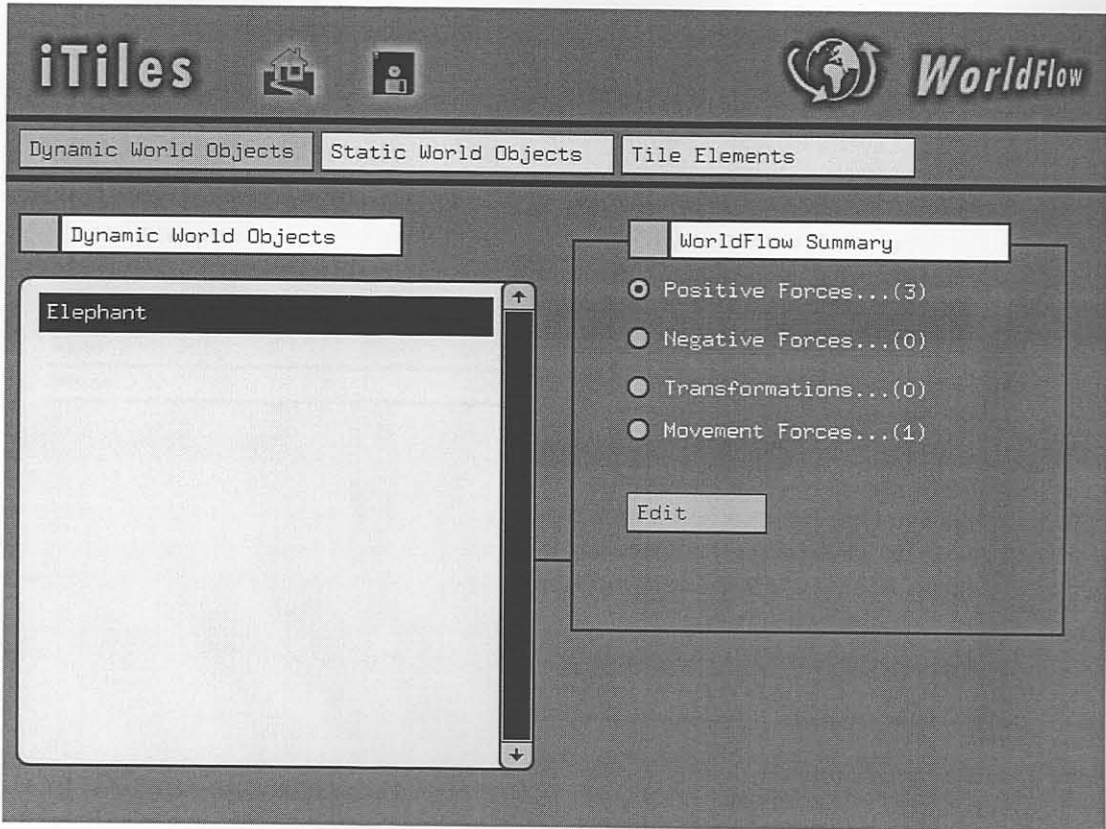 iTiles
WorldFlow
Dynamic World Objects
Static World Objects
Tile Elements
Dynamic World Objects
WorldFlow Summary
Elephant
Positive Forces...(3)
Negative Forces...(0)
Transformations...(0)
Movement Forces...(1)
Edit